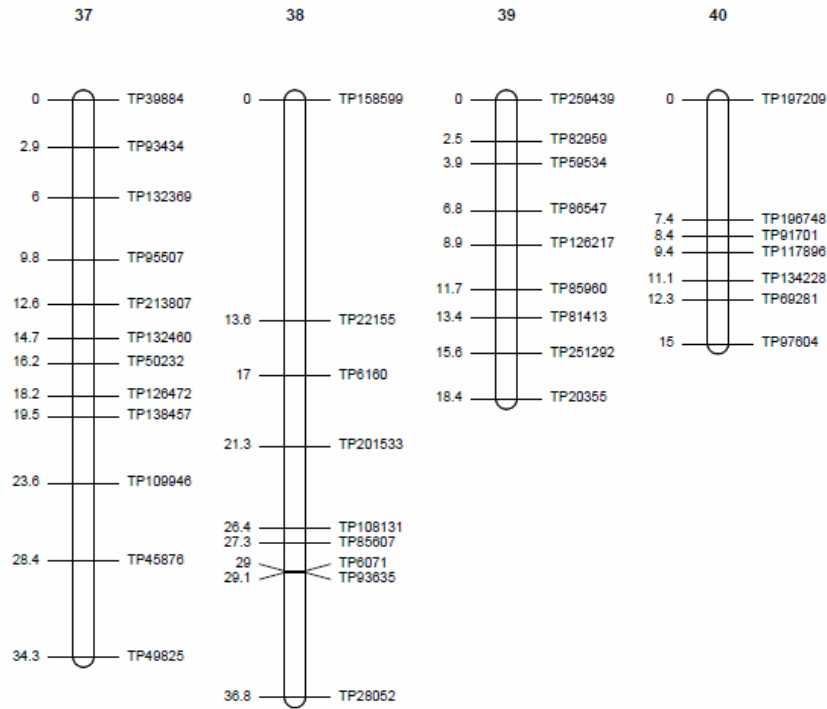 37
0 TP39884
2.9 TP93434
6 TP132369
9.8 TP95507
12.6 TP213807
14.7 TP132460
16.2 TP50232
18.2 TP126472
19.5 TP138457
23.6 TP109946
28.4 TP45876
34.3 TP49825
38
0 TP158599
13.6 TP22155
17 TP6160
21.3 TP201533
26.4 TP108131
27.3 TP85607
29 TP6071
29.1 TP93635
36.8 TP28052
39
0 TP259439
2.5 TP82959
3.9 TP59534
6.8 TP86547
8.9 TP126217
11.7 TP85960
13.4 TP81413
15.6 TP251292
18.4 TP20355
40
0 TP197209
7.4 TP196748
8.4 TP91701
9.4 TP117896
11.1 TP134228
12.3 TP69281
15 TP97604